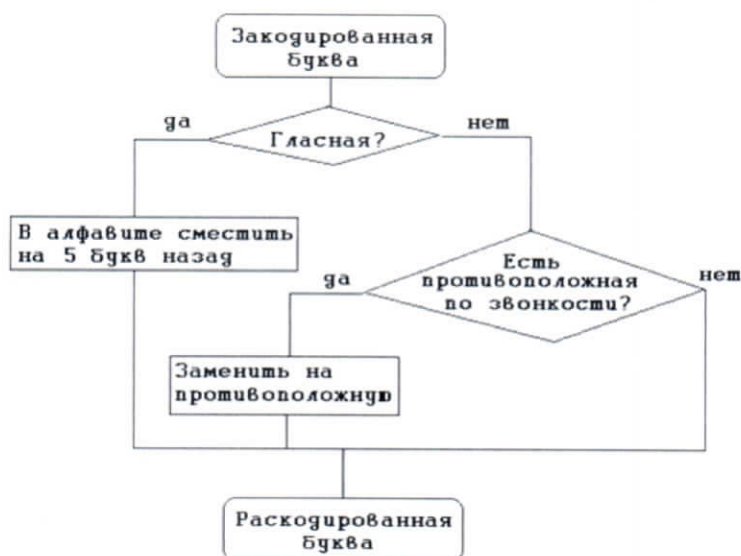 Закодированная
буква
да
нет
Гласная?
В алфавите сместить
на 5 букв назад
Есть
противоположная
по звонкости?
да
нет
Заменить на
противоположную
Раскодированная
буква